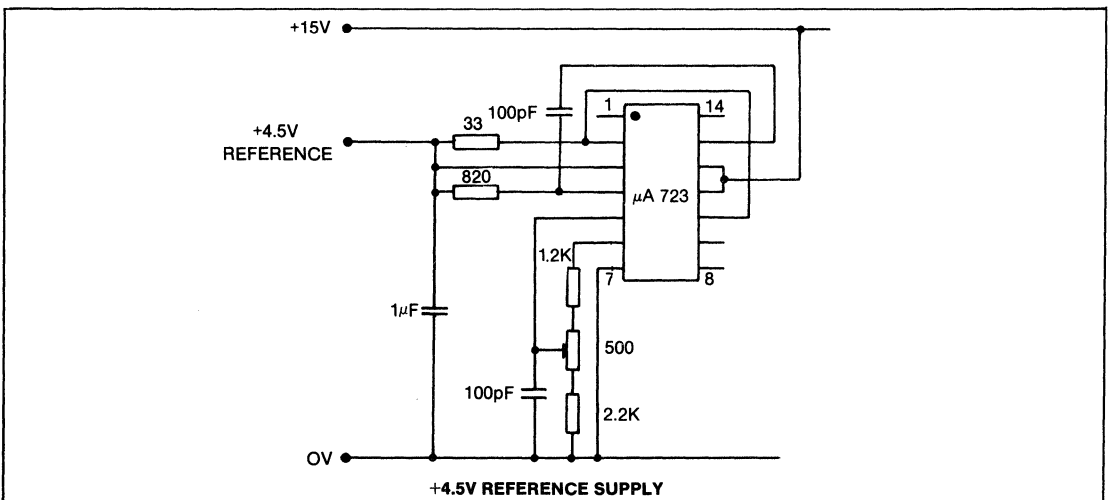 +15V
100pF
1
14
33
+4.5V
REFERENCE
820
μA 723
1.2K
7
8
1μF
500
100pF
2.2K
OV
+4.5V REFERENCE SUPPLY